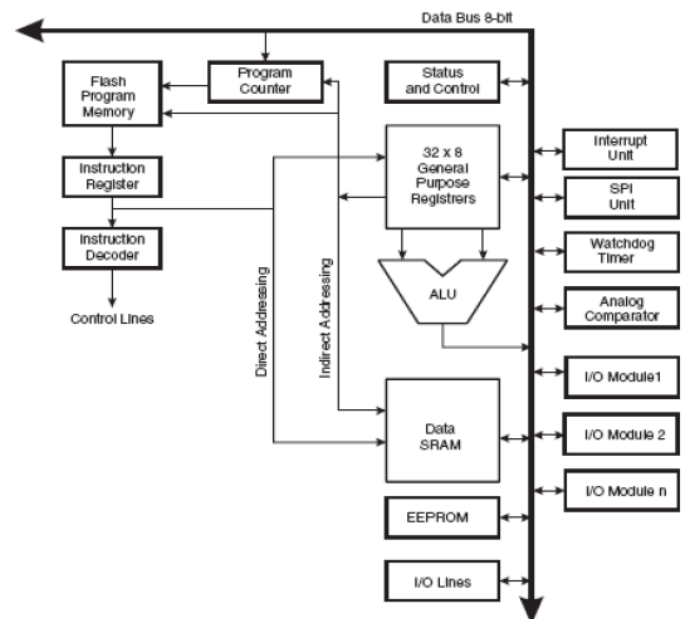 Data Bus 8-bit
Flash
Program
Memory
Program
Counter
Status
and Control
32 x 8
General
Purpose
Registrers
Interrupt
Unit
Instruction
Register
SPI
Unit
Instruction
Decoder
Watchdog
Timer
Direct Addressing
Indirect Addressing
ALU
Analog
Comparator
Control Lines
I/O Module1
Data
SRAM
I/O Module 2
I/O Module n
EEPROM
I/O Lines